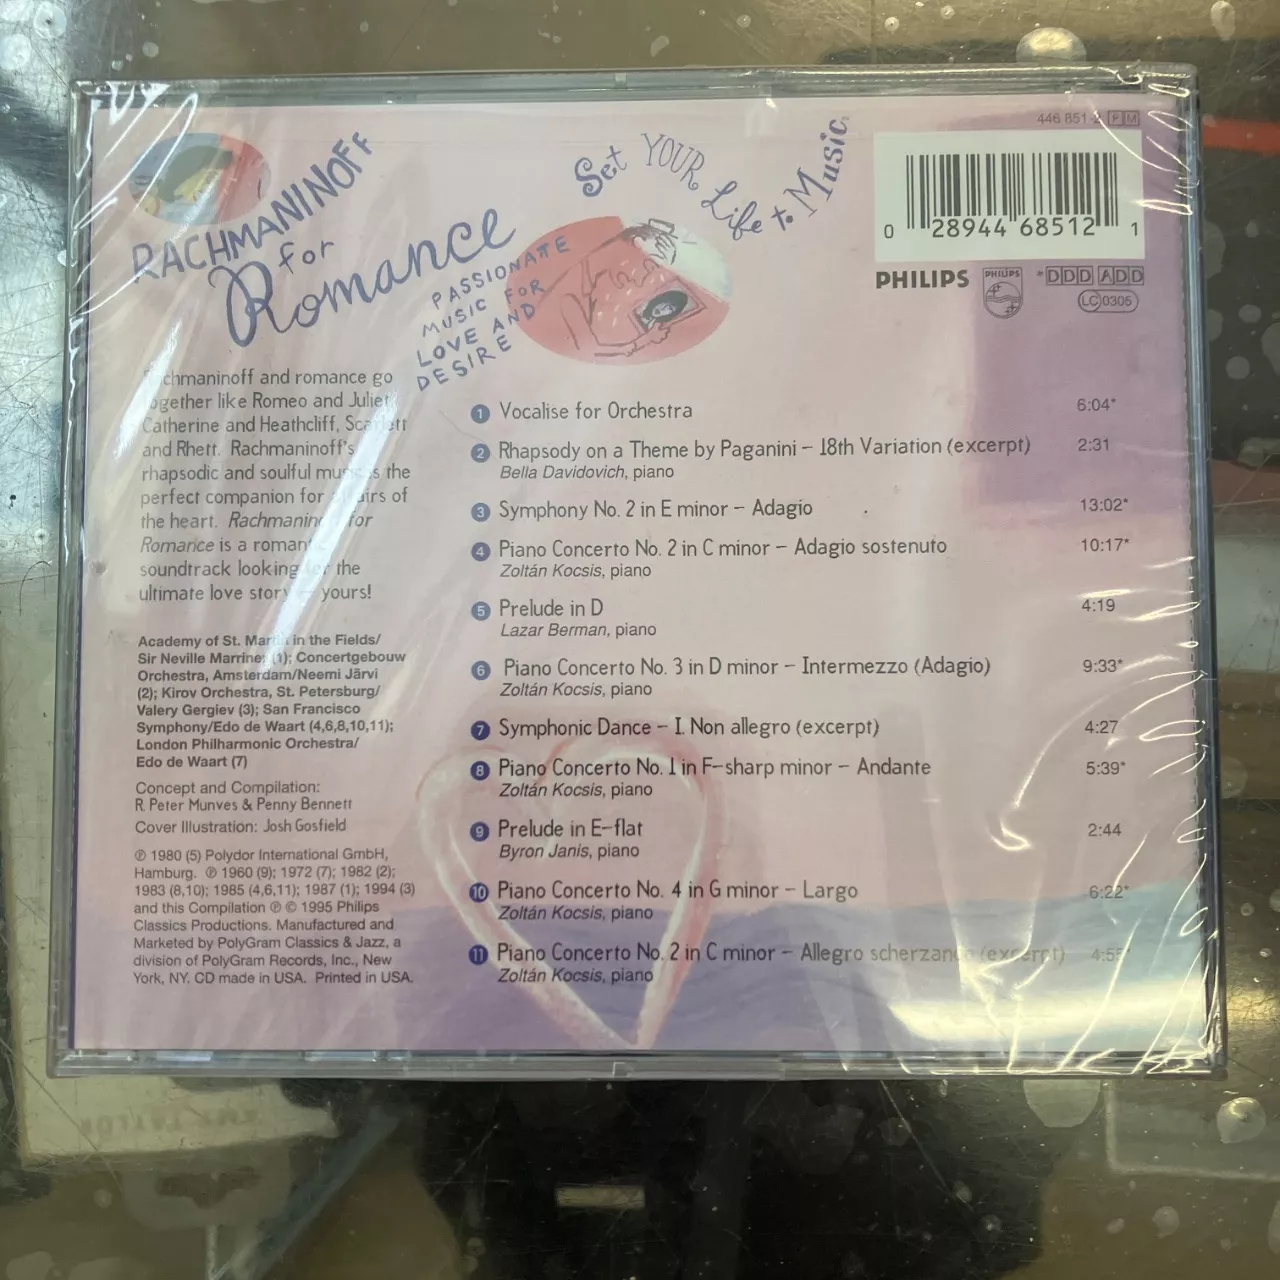 RACHMANINOFF
for
Romance
PASSIONATE
MUSIC FOR
LOVE AND
DESIRE
Set YOUR Life to Music
446 851-2 PM
0 28944 68512 1
PHILIPS
PHILIPS
*DDD ADD
LC 0305
and romance go
together like Romeo and Juliet,
Catherine and Heathcliff, Scarlett
and Rhett. Rachmaninoff's
rhapsodic and soulful is the
perfect companion for of
the heart. for
Romance is a
soundtrack looking the
ultimate love story yours!
Academy of St. Martin in the Fields/
Sir Neville Marriner (1); Concertgebouw
Orchestra, Amsterdam/Neemi Järvi
(2); Kirov Orchestra, St. Petersburg/
Valery Gergiev (3); San Francisco
Symphony/Edo de Waart (4,6,8,10,11);
London Philharmonic Orchestra/
Edo de Waart (7)
Concept and Compilation:
R. Peter Munves & Penny Bennett
Cover Illustration: Josh Gosfield
℗ 1980 (5) Polydor International GmbH,
Hamburg. ℗ 1960 (9); 1972 (7); 1982 (2);
1983 (8,10); 1985 (4,6,11); 1987 (1); 1994 (3)
and this Compilation ℗ © 1995 Philips
Classics Productions. Manufactured and
Marketed by PolyGram Classics & Jazz, a
division of PolyGram Records, Inc., New
York, NY. CD made in USA. Printed in USA.
1 Vocalise for Orchestra 6:04*
2 Rhapsody on a Theme by Paganini – 18th Variation (excerpt) 2:31
Bella Davidovich, piano
3 Symphony No. 2 in E minor – Adagio 13:02*
4 Piano Concerto No. 2 in C minor – Adagio sostenuto 10:17*
Zoltán Kocsis, piano
5 Prelude in D 4:19
Lazar Berman, piano
6 Piano Concerto No. 3 in D minor – Intermezzo (Adagio) 9:33*
Zoltán Kocsis, piano
7 Symphonic Dance – I. Non allegro (excerpt) 4:27
8 Piano Concerto No. 1 in F-sharp minor – Andante 5:39*
Zoltán Kocsis, piano
9 Prelude in E-flat 2:44
Byron Janis, piano
10 Piano Concerto No. 4 in G minor – Largo 6:22*
Zoltán Kocsis, piano
11 Piano Concerto No. 2 in C minor – Allegro scherzando (excerpt)
Zoltán Kocsis, piano